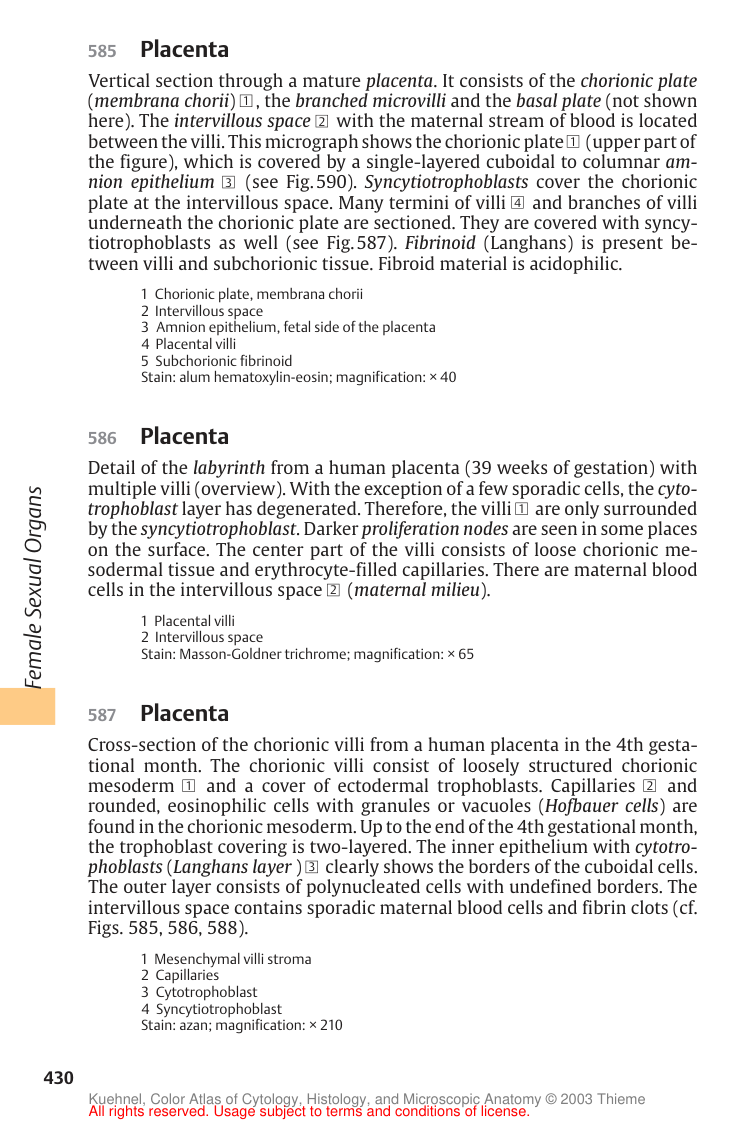 585 Placenta
Vertical section through a mature placenta. It consists of the chorionic plate
(membrana chorii) 1, the branched microvilli and the basal plate (not shown
here). The intervillous space 2 with the maternal stream of blood is located
between the villi. This micrograph shows the chorionic plate 1 (upper part of
the figure), which is covered by a single-layered cuboidal to columnar am-
nion epithelium 3 (see Fig. 590). Syncytiotrophoblasts cover the chorionic
plate at the intervillous space. Many termini of villi 4 and branches of villi
underneath the chorionic plate are sectioned. They are covered with syncy-
tiotrophoblasts as well (see Fig. 587). Fibrinoid (Langhans) is present be-
tween villi and subchorionic tissue. Fibroid material is acidophilic.
1 Chorionic plate, membrana chorii
2 Intervillous space
3 Amnion epithelium, fetal side of the placenta
4 Placental villi
5 Subchorionic fibrinoid
Stain: alum hematoxylin-eosin; magnification: × 40
586 Placenta
Detail of the labyrinth from a human placenta (39 weeks of gestation) with
multiple villi (overview). With the exception of a few sporadic cells, the cyto-
trophoblast layer has degenerated. Therefore, the villi 1 are only surrounded
by the syncytiotrophoblast. Darker proliferation nodes are seen in some places
on the surface. The center part of the villi consists of loose chorionic me-
sodermal tissue and erythrocyte-filled capillaries. There are maternal blood
cells in the intervillous space 2 (maternal milieu).
1 Placental villi
2 Intervillous space
Stain: Masson-Goldner trichrome; magnification: × 65
587 Placenta
Cross-section of the chorionic villi from a human placenta in the 4th gesta-
tional month. The chorionic villi consist of loosely structured chorionic
mesoderm 1 and a cover of ectodermal trophoblasts. Capillaries 2 and
rounded, eosinophilic cells with granules or vacuoles (Hofbauer cells) are
found in the chorionic mesoderm. Up to the end of the 4th gestational month,
the trophoblast covering is two-layered. The inner epithelium with cytotro-
phoblasts (Langhans layer ) 3 clearly shows the borders of the cuboidal cells.
The outer layer consists of polynucleated cells with undefined borders. The
intervillous space contains sporadic maternal blood cells and fibrin clots (cf.
Figs. 585, 586, 588).
1 Mesenchymal villi stroma
2 Capillaries
3 Cytotrophoblast
4 Syncytiotrophoblast
Stain: azan; magnification: × 210
Female Sexual Organs
430
Kuehnel, Color Atlas of Cytology, Histology, and Microscopic Anatomy © 2003 Thieme
All rights reserved. Usage subject to terms and conditions of license.